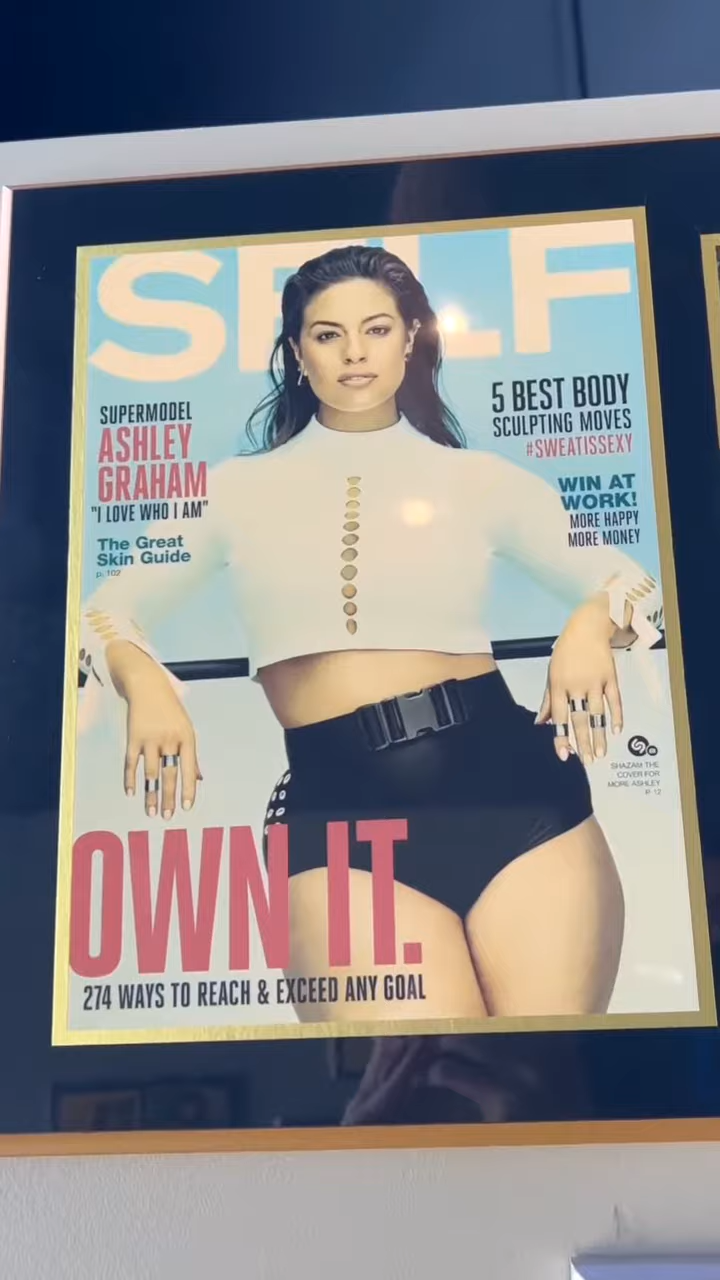 SELF
SUPERMODEL
ASHLEY
GRAHAM
"I LOVE WHO I AM"
The Great
Skin Guide
p. 102
5 BEST BODY
SCULPTING MOVES
#SWEATISSEXY
WIN AT
WORK!
MORE HAPPY
MORE MONEY
SHAZAM THE
COVER FOR
MORE ASHLEY
P 12
OWN IT.
274 WAYS TO REACH & EXCEED ANY GOAL